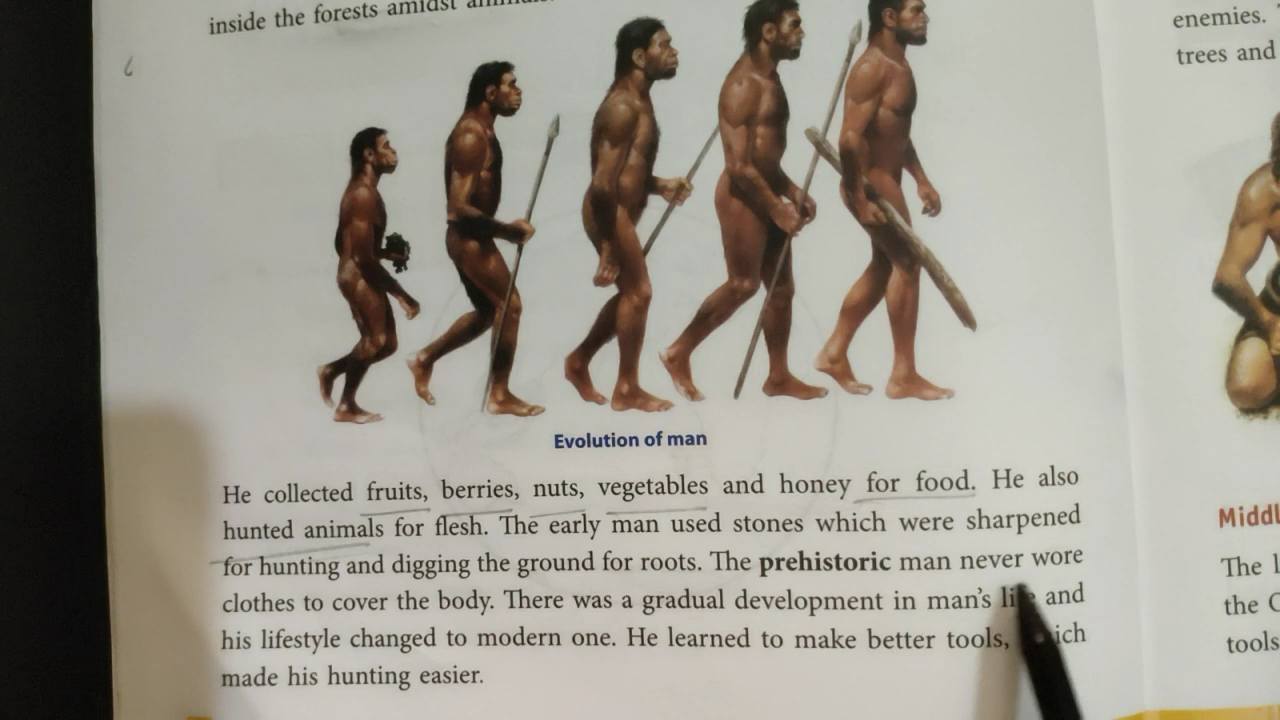 inside the forests amidst
Evolution of man
He collected fruits, berries, nuts, vegetables and honey for food. He also
hunted animals for flesh. The early man used stones which were sharpened
for hunting and digging the ground for roots. The prehistoric man never wore
clothes to cover the body. There was a gradual development in man's and
his lifestyle changed to modern one. He learned to make better tools,
made his hunting easier.
enemies.
trees and
The
the
tools